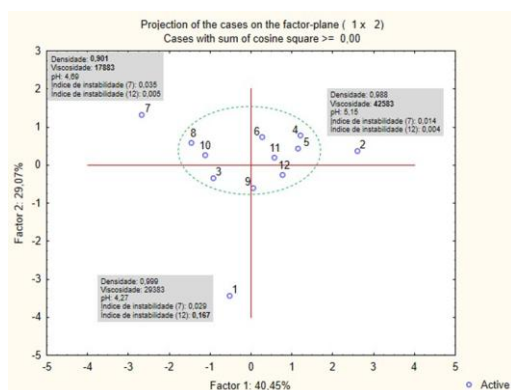 Projection of the cases on the factor-plane ( 1 x 2)
Cases with sum of cosine square >= 0,00
3
2
1
0
-1
-2
-3
-4
-5
Factor 2: 29,07%
Densidade: 0,901
Viscosidade: 17883
pH: 4,69
Índice de instabilidade (7): 0,035
Índice de instabilidade (12): 0,005
7
Densidade: 0,988
Viscosidade: 42583
pH: 5,15
Índice de instabilidade (7): 0,014
Índice de instabilidade (12): 0,004
8
10
6
4
5
11
2
3
12
9
Densidade: 0,999
Viscosidade: 29383
pH: 4,27
Índice de instabilidade (7): 0,029
Índice de instabilidade (12): 0,167
1
-5 -4 -3 -2 -1 0 1 2 3 4 5
Factor 1: 40,45%
Active